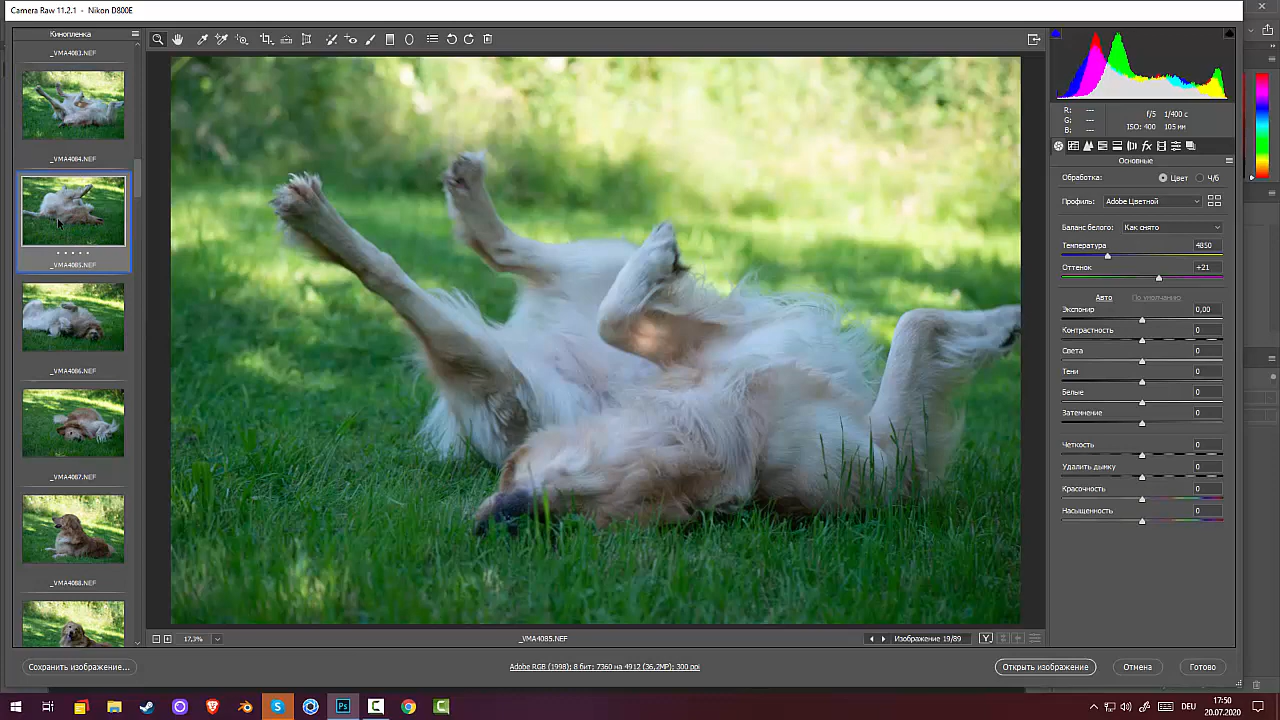 Camera Raw 11.2.1 - Nikon D800E
Кинопленка
_VMA4083.NEF
_VMA4084.NEF
_VMA4085.NEF
_VMA4086.NEF
_VMA4087.NEF
_VMA4088.NEF
R: ---
G: ---
B: ---
f/5 1/400 с
ISO: 400 105 мм
fx
Основные
Обработка: Цвет Ч/б
Профиль: Adobe Цветной
Баланс белого: Как снято
Температура 4850
Оттенок +21
Авто По умолчанию
Экспонир 0,00
Контрастность 0
Света 0
Тени 0
Белые 0
Затемнение 0
Четкость 0
Удалить дымку 0
Красочность 0
Насыщенность 0
17,3% _VMA4085.NEF Изображение 19/89 Y
Сохранить изображение... Adobe RGB (1998); 8 бит; 7360 на 4912 (36,2MP); 300 ppi Открыть изображение Отмена Готово
S Ps C C DEU 17:50
20.07.2020